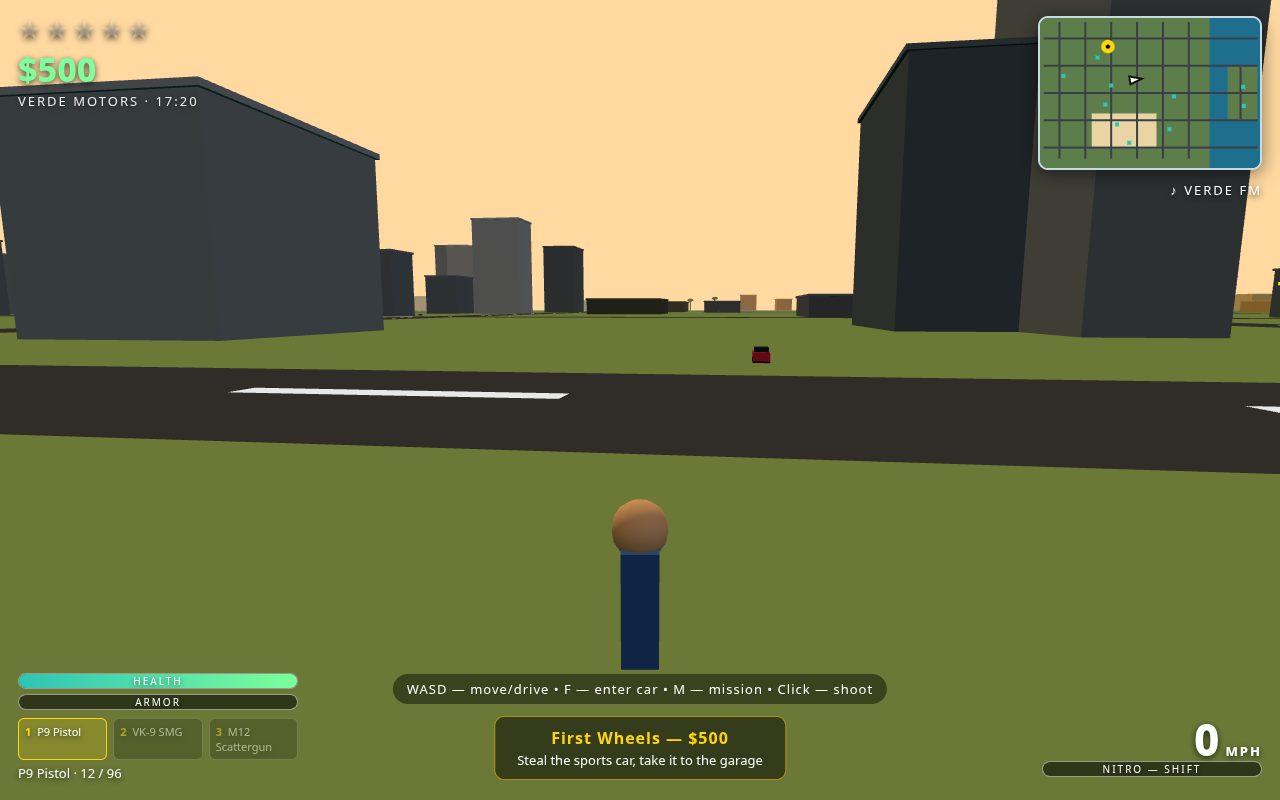 $500
VERDE MOTORS · 17:20
♪ VERDE FM
HEALTH
ARMOR
1 P9 Pistol
2 VK-9 SMG
3 M12
Scattergun
P9 Pistol · 12 / 96
WASD — move/drive • F — enter car • M — mission • Click — shoot
First Wheels — $500
Steal the sports car, take it to the garage
0 MPH
NITRO — SHIFT